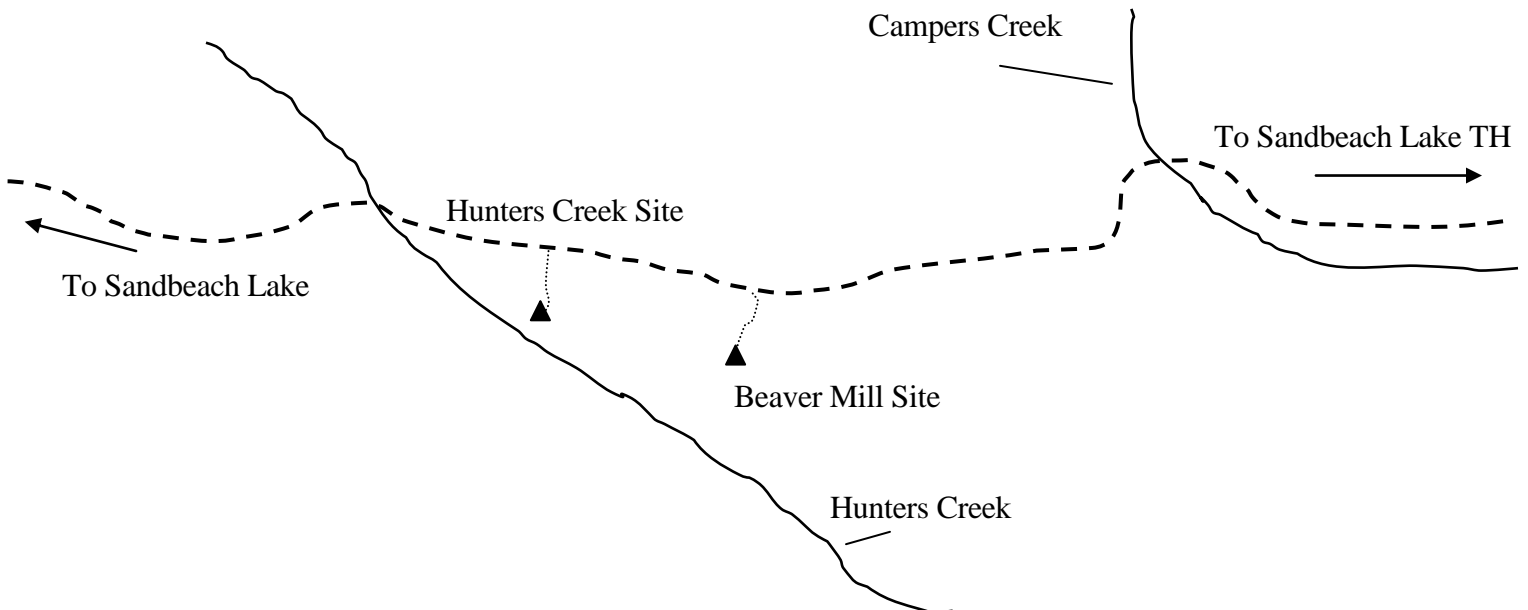 Campers Creek
To Sandbeach Lake TH
Hunters Creek Site
To Sandbeach Lake
Beaver Mill Site
Hunters Creek